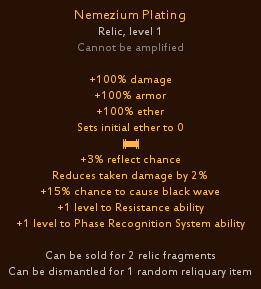 Nemezium Plating
Relic, level 1
Cannot be amplified
+100% damage
+100% armor
+100% ether
Sets initial ether to 0
+3% reflect chance
Reduces taken damage by 2%
+15% chance to cause black wave
+1 level to Resistance ability
+1 level to Phase Recognition System ability
Can be sold for 2 relic fragments
Can be dismantled for 1 random reliquary item